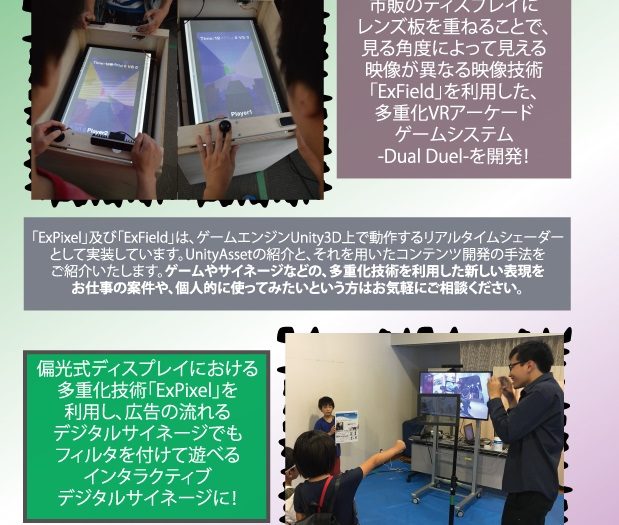 市販のディスプレイに
レンズ板を重ねることで、
見る角度によって見える
映像が異なる映像技術
「ExField」を利用した、
多重化VRアーケード
ゲームシステム
-Dual Duel-を開発！
Player2
Player1
「ExPixel」及び「ExField」は、ゲームエンジンUnity3D上で動作するリアルタイムシェーダー
として実装しています。UnityAssetの紹介と、それを用いたコンテンツ開発の手法を
ご紹介いたします。ゲームやサイネージなどの、多重化技術を利用した新しい表現を
お仕事の案件や、個人的に使ってみたいという方はお気軽にご相談ください。
偏光式ディスプレイにおける
多重化技術「ExPixel」を
利用し、広告の流れる
デジタルサイネージでも
フィルタを付けて遊べる
インタラクティブ
デジタルサイネージに！